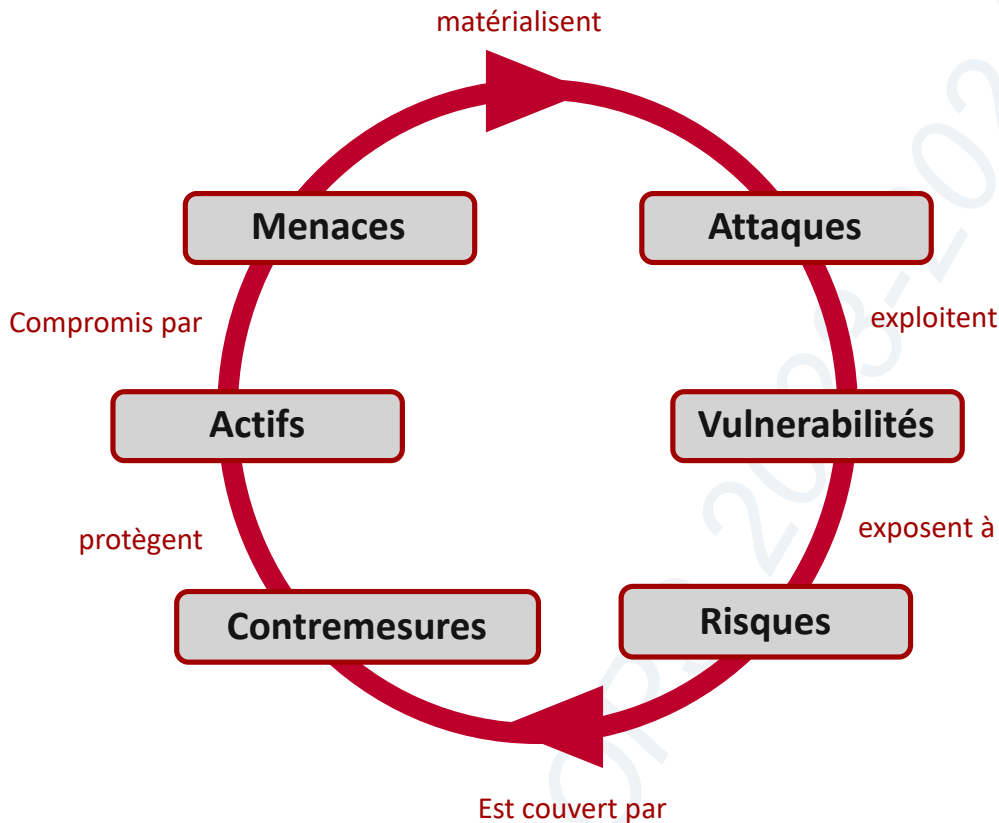 matérialisent
Menaces
Attaques
Compromis par
exploitent
Actifs
Vulnerabilités
protègent
exposent à
Contremesures
Risques
Est couvert par